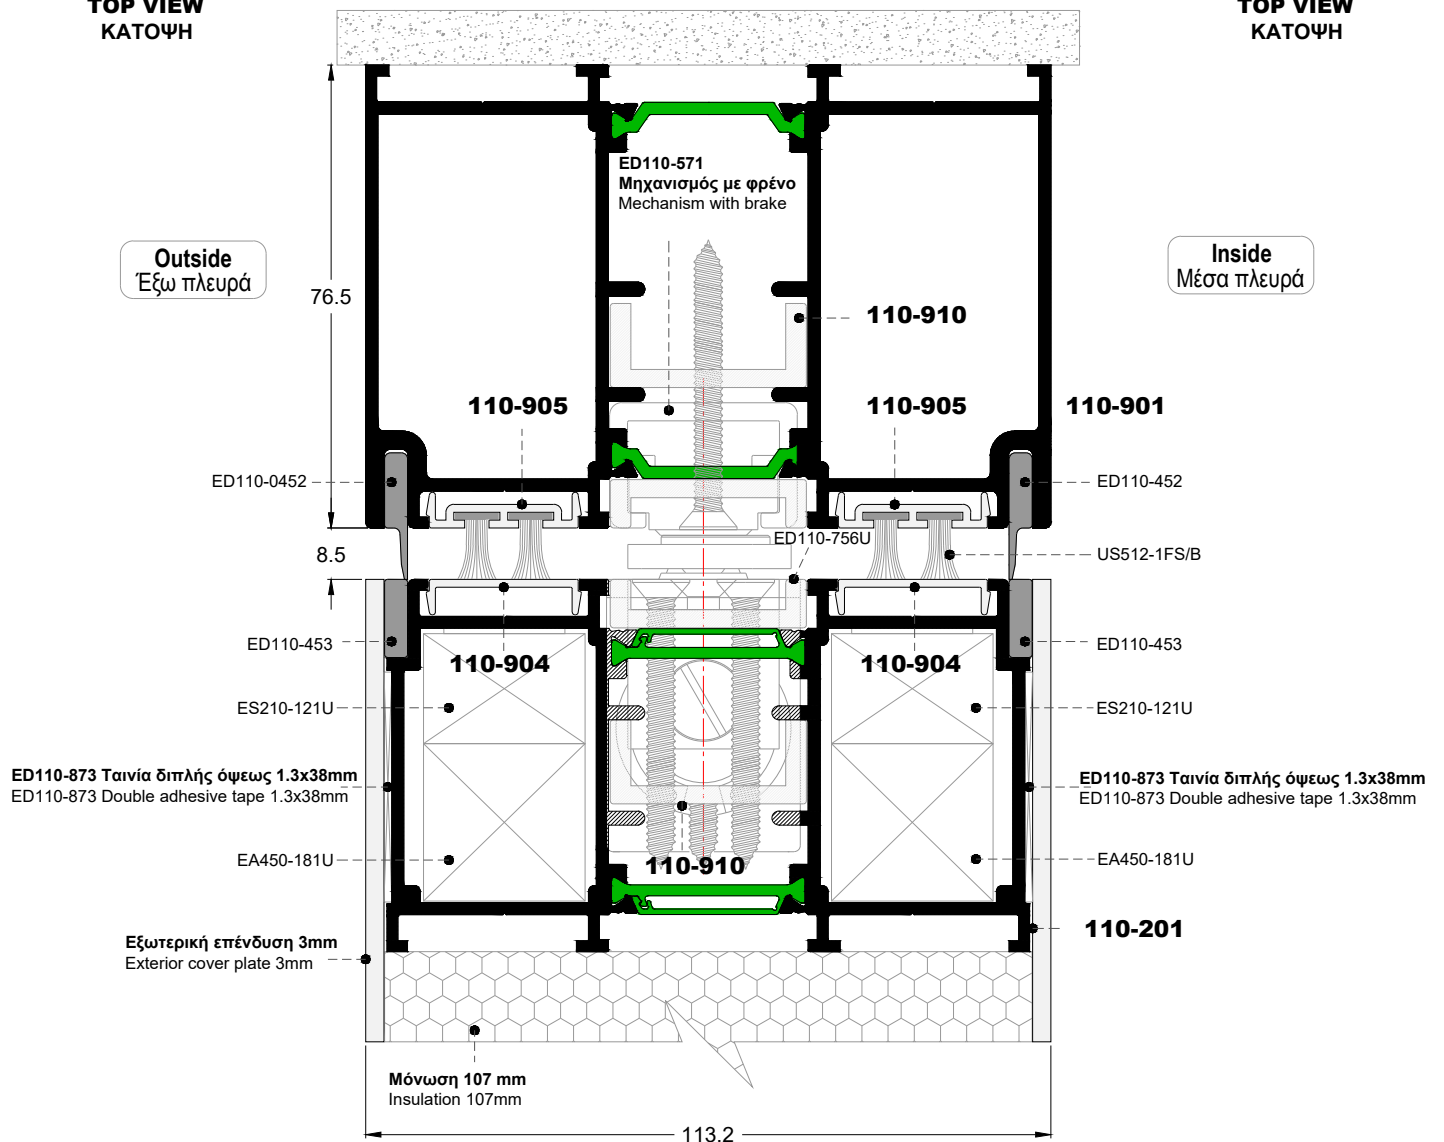 TOP VIEW
ΚΑΤΟΨΗ
TOP VIEW
ΚΑΤΟΨΗ
ED110-571
Μηχανισμός με φρένο
Mechanism with brake
Outside
Έξω πλευρά
Inside
Μέσα πλευρά
76.5
110-910
110-905
110-905
110-901
ED110-0452
ED110-452
ED110-756U
8.5
US512-1FS/B
ED110-453
ED110-453
110-904
110-904
ES210-121U
ES210-121U
ED110-873 Ταινία διπλής όψεως 1.3x38mm
ED110-873 Double adhesive tape 1.3x38mm
ED110-873 Ταινία διπλής όψεως 1.3x38mm
ED110-873 Double adhesive tape 1.3x38mm
EA450-181U
110-910
EA450-181U
110-201
Εξωτερική επένδυση 3mm
Exterior cover plate 3mm
Μόνωση 107 mm
Insulation 107mm
113.2